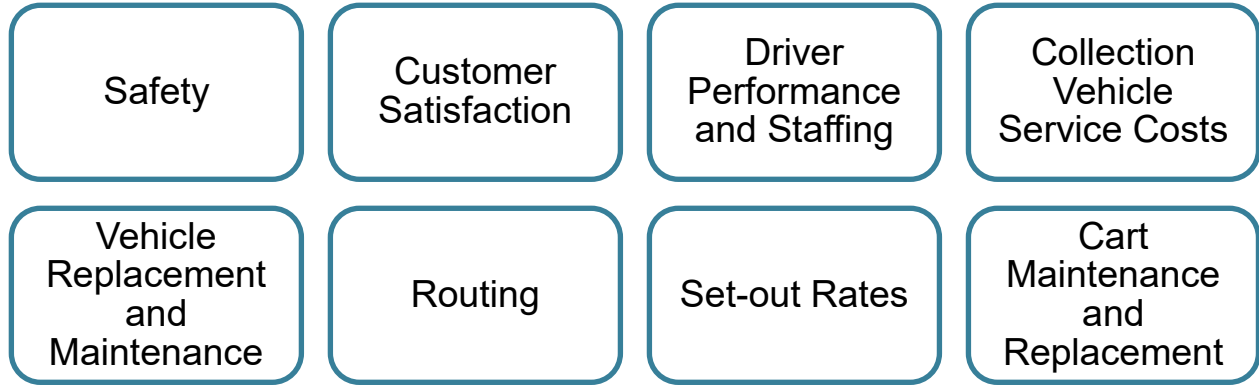 Safety
Customer
Satisfaction
Driver
Performance
and Staffing
Collection
Vehicle
Service Costs
Vehicle
Replacement
and
Maintenance
Routing
Set-out Rates
Cart
Maintenance
and
Replacement